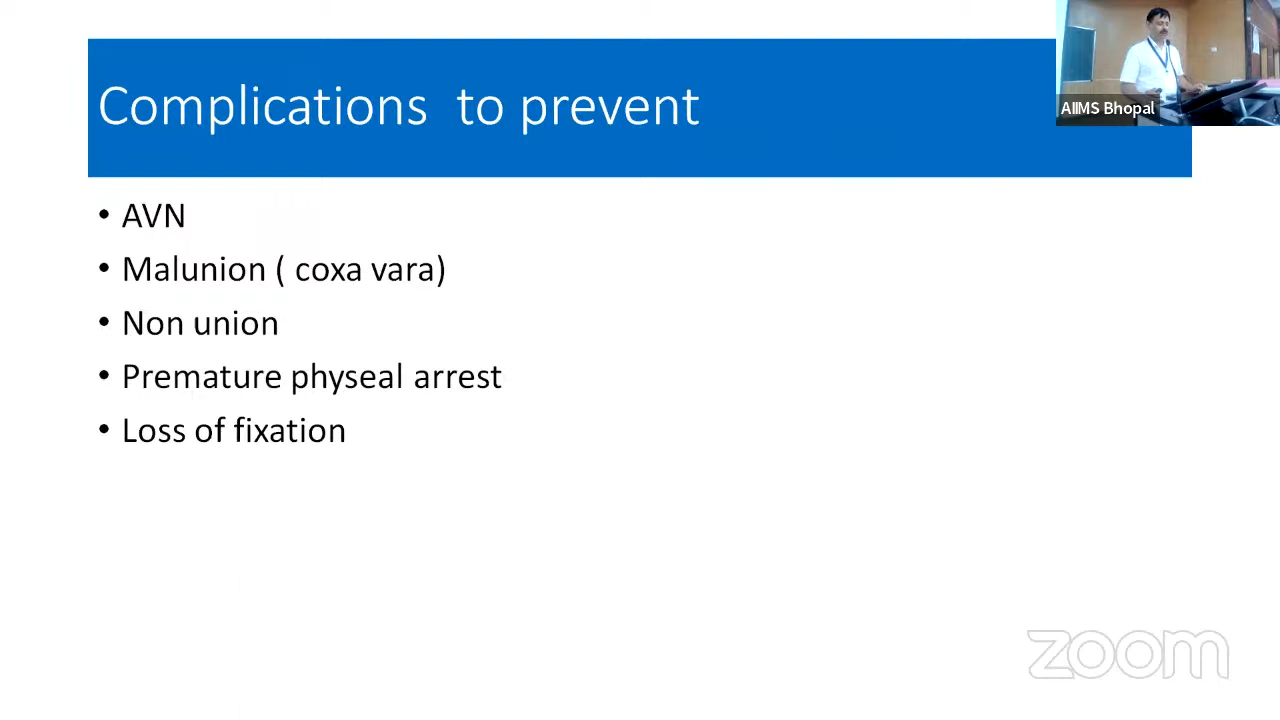 Complications to prevent
AIIMS Bhopal
• AVN
• Malunion ( coxa vara)
• Non union
• Premature physeal arrest
• Loss of fixation
zoom